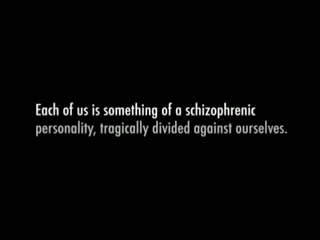 Each of us is something of a schizophrenic
personality, tragically divided against ourselves.